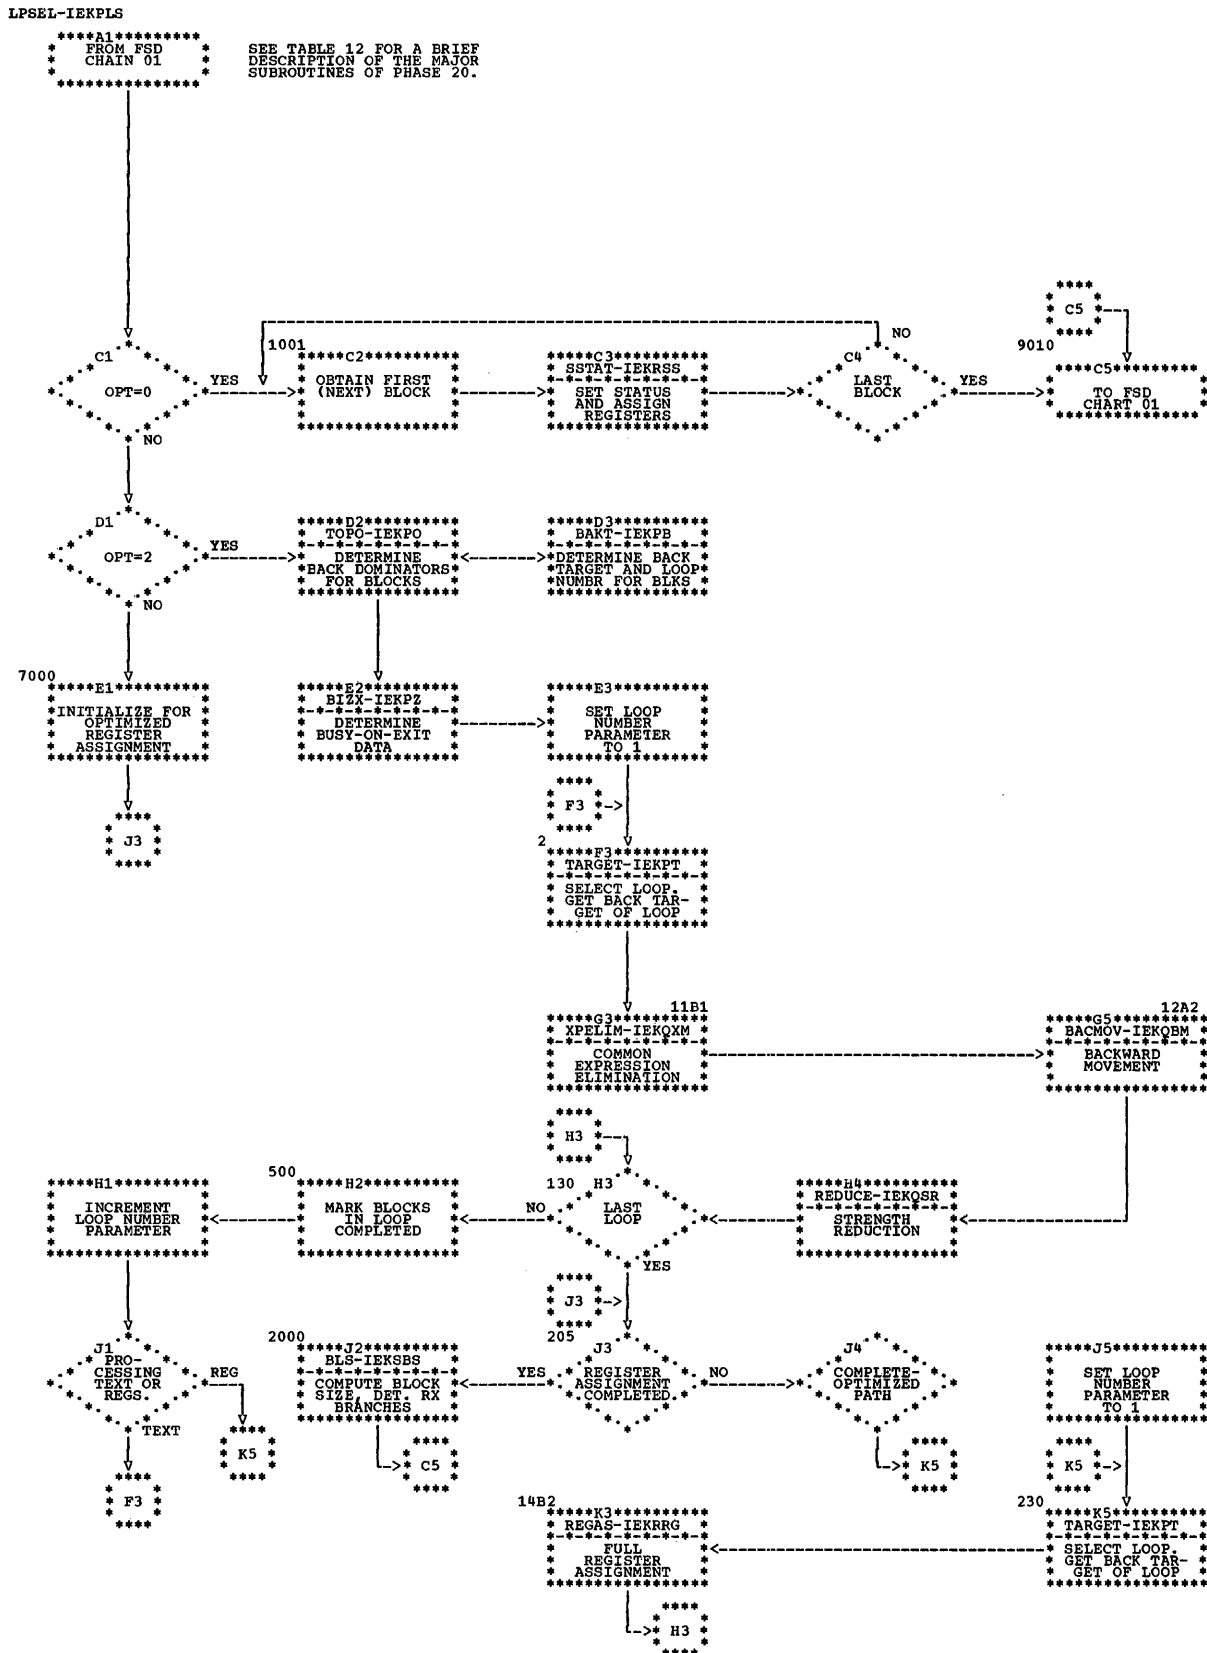 LPSEL-IEKPLS
A1
FROM FSD
CHAIN 01
SEE TABLE 12 FOR A BRIEF
DESCRIPTION OF THE MAJOR
SUBROUTINES OF PHASE 20.
C5
NO
C1
OPT=0
YES
NO
1001
C2
OBTAIN FIRST
(NEXT) BLOCK
C3
SSTAT-IEKRSS
SET STATUS
AND ASSIGN
REGISTERS
C4
LAST
BLOCK
YES
9010
C5
TO FSD
CHART 01
D1
OPT=2
YES
NO
D2
TOPO-IEKPO
DETERMINE
BACK DOMINATORS
FOR BLOCKS
D3
BAKT-IEKPB
DETERMINE BACK
TARGET AND LOOP
NUMBR FOR BLKS
7000
E1
INITIALIZE FOR
OPTIMIZED
REGISTER
ASSIGNMENT
E2
BIZX-IEKPZ
DETERMINE
BUSY-ON-EXIT
DATA
E3
SET LOOP
NUMBER
PARAMETER
TO 1
J3
F3
2
F3
TARGET-IEKPT
SELECT LOOP.
GET BACK TAR-
GET OF LOOP
11B1
G3
XPELIM-IEKQXM
COMMON
EXPRESSION
ELIMINATION
12A2
G5
BACMOV-IEKQBM
BACKWARD
MOVEMENT
H3
H1
INCREMENT
LOOP NUMBER
PARAMETER
500
H2
MARK BLOCKS
IN LOOP
COMPLETED
130
H3
LAST
LOOP
NO
YES
H4
REDUCE-IEKQSR
STRENGTH
REDUCTION
J3
J1
PRO-
CESSING
TEXT OR
REGS.
REG
TEXT
2000
J2
BLS-IEKSBS
COMPUTE BLOCK
SIZE, DET. RX
BRANCHES
205
J3
REGISTER
ASSIGNMENT
COMPLETED
YES
NO
J4
COMPLETE-
OPTIMIZED
PATH
J5
SET LOOP
NUMBER
PARAMETER
TO 1
K5
C5
K5
K5
F3
14B2
K3
REGAS-IEKRRG
FULL
REGISTER
ASSIGNMENT
230
K5
TARGET-IEKPT
SELECT LOOP.
GET BACK TAR-
GET OF LOOP
H3